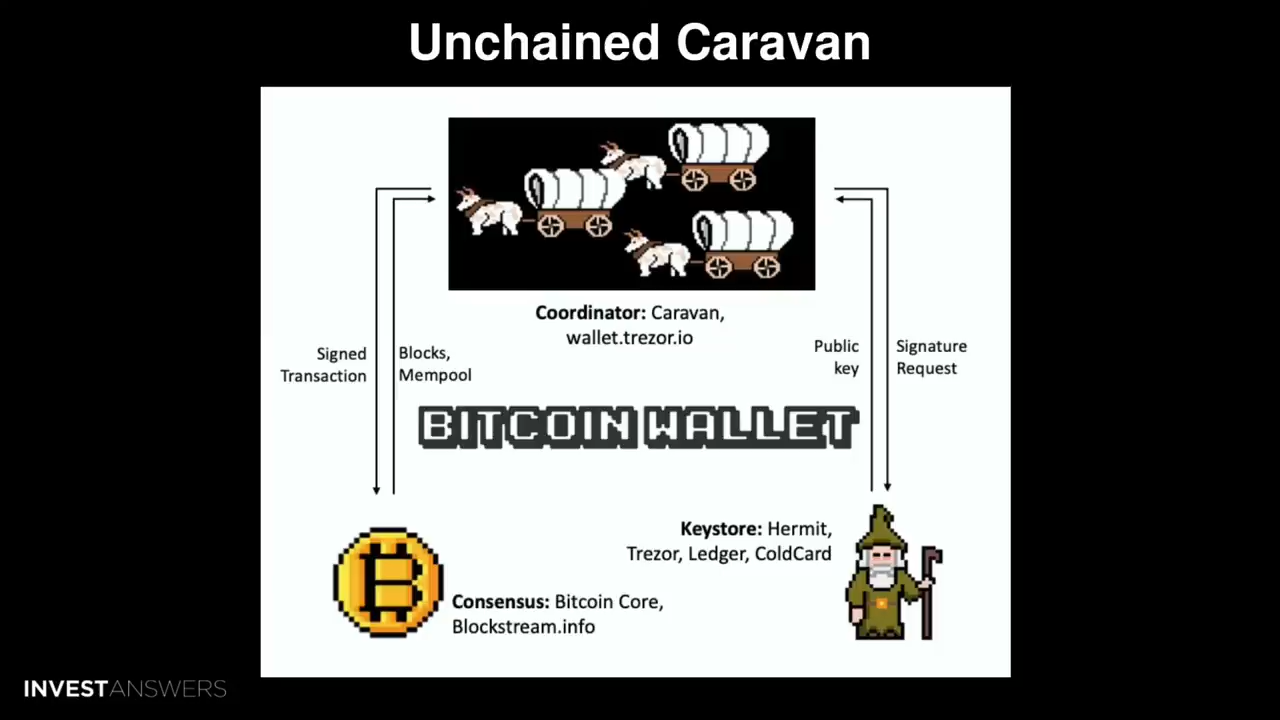 Unchained Caravan
Coordinator: Caravan,
wallet.trezor.io
Signed
Transaction
Blocks,
Mempool
Public
key
Signature
Request
BITCOIN WALLET
Keystore: Hermit,
Trezor, Ledger, ColdCard
Consensus: Bitcoin Core,
Blockstream.info
INVESTANSWERS